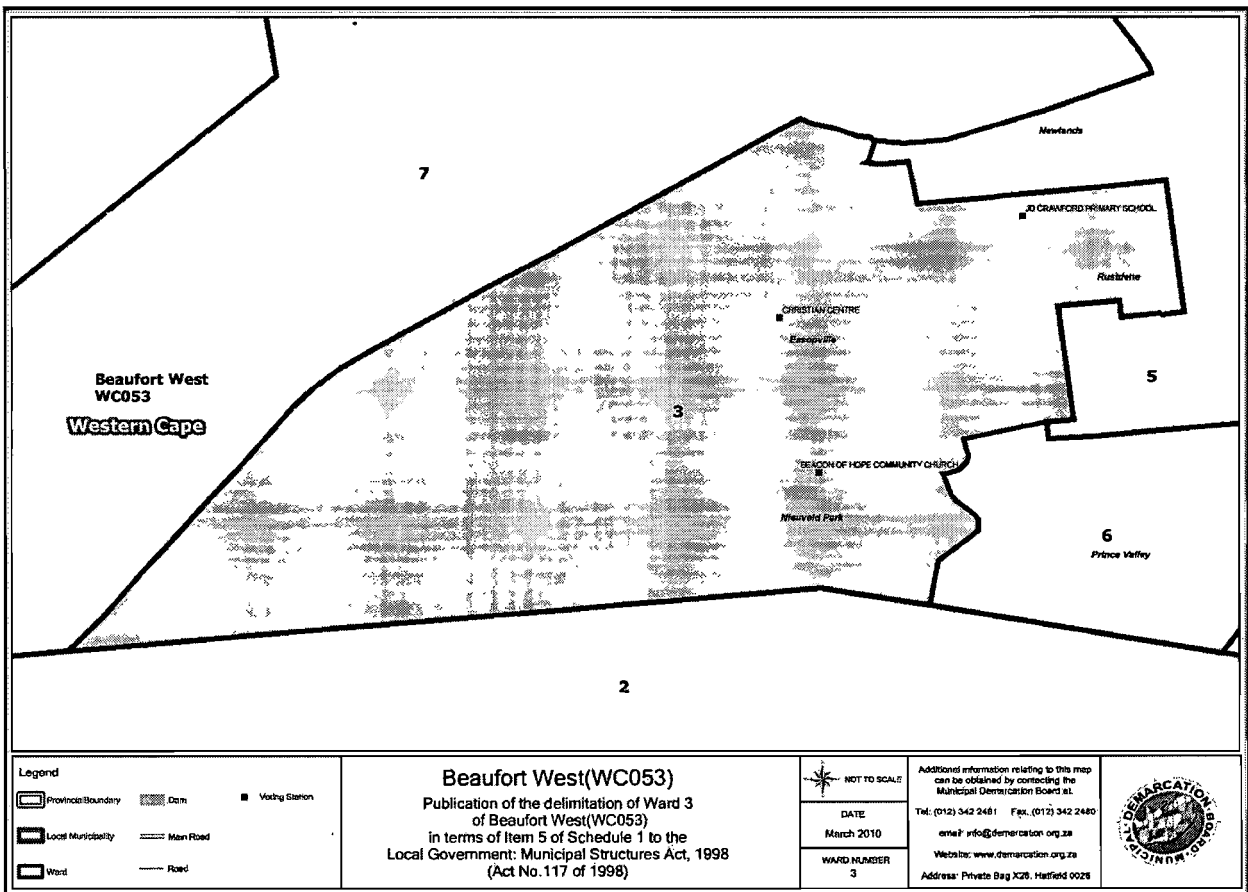 Newlands
7
JD CRAWFORD PRIMARY SCHOOL
Rustdene
CHRISTIAN CENTRE
Essopville
Beaufort West
WC053
Western Cape
5
3
BEACON OF HOPE COMMUNITY CHURCH
Nieuveld Park
6
Prince Valley
2
Legend
Provincial Boundary
Dam
Voting Station
Local Municipality
Main Road
Ward
Road
Beaufort West(WC053)
Publication of the delimitation of Ward 3
of Beaufort West(WC053)
in terms of Item 5 of Schedule 1 to the
Local Government: Municipal Structures Act, 1998
(Act No.117 of 1998)
NOT TO SCALE
DATE
March 2010
WARD NUMBER
3
Additional information relating to this map
can be obtained by contacting the
Municipal Demarcation Board at.
Tel: (012) 342 2481 Fax. (012) 342 2480
email: info@demarcation.org.za
Website: www.demarcation.org.za
Address: Private Bag X28, Hatfield 0028
MUNICIPAL DEMARCATION BOARD